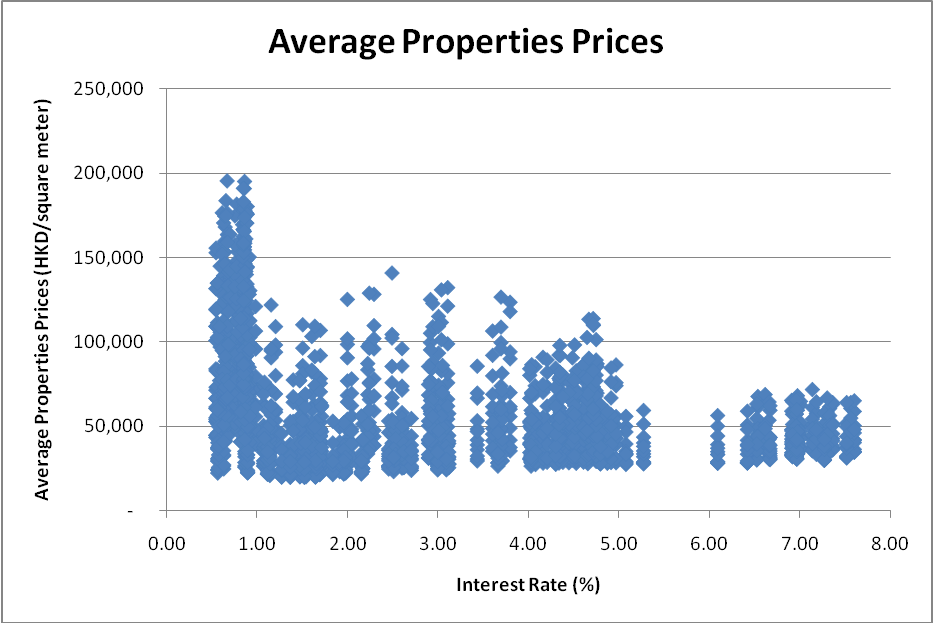 Average Properties Prices
Average Properties Prices (HKD/square meter)
250,000
200,000
150,000
100,000
50,000
-
0.00 1.00 2.00 3.00 4.00 5.00 6.00 7.00 8.00
Interest Rate (%)